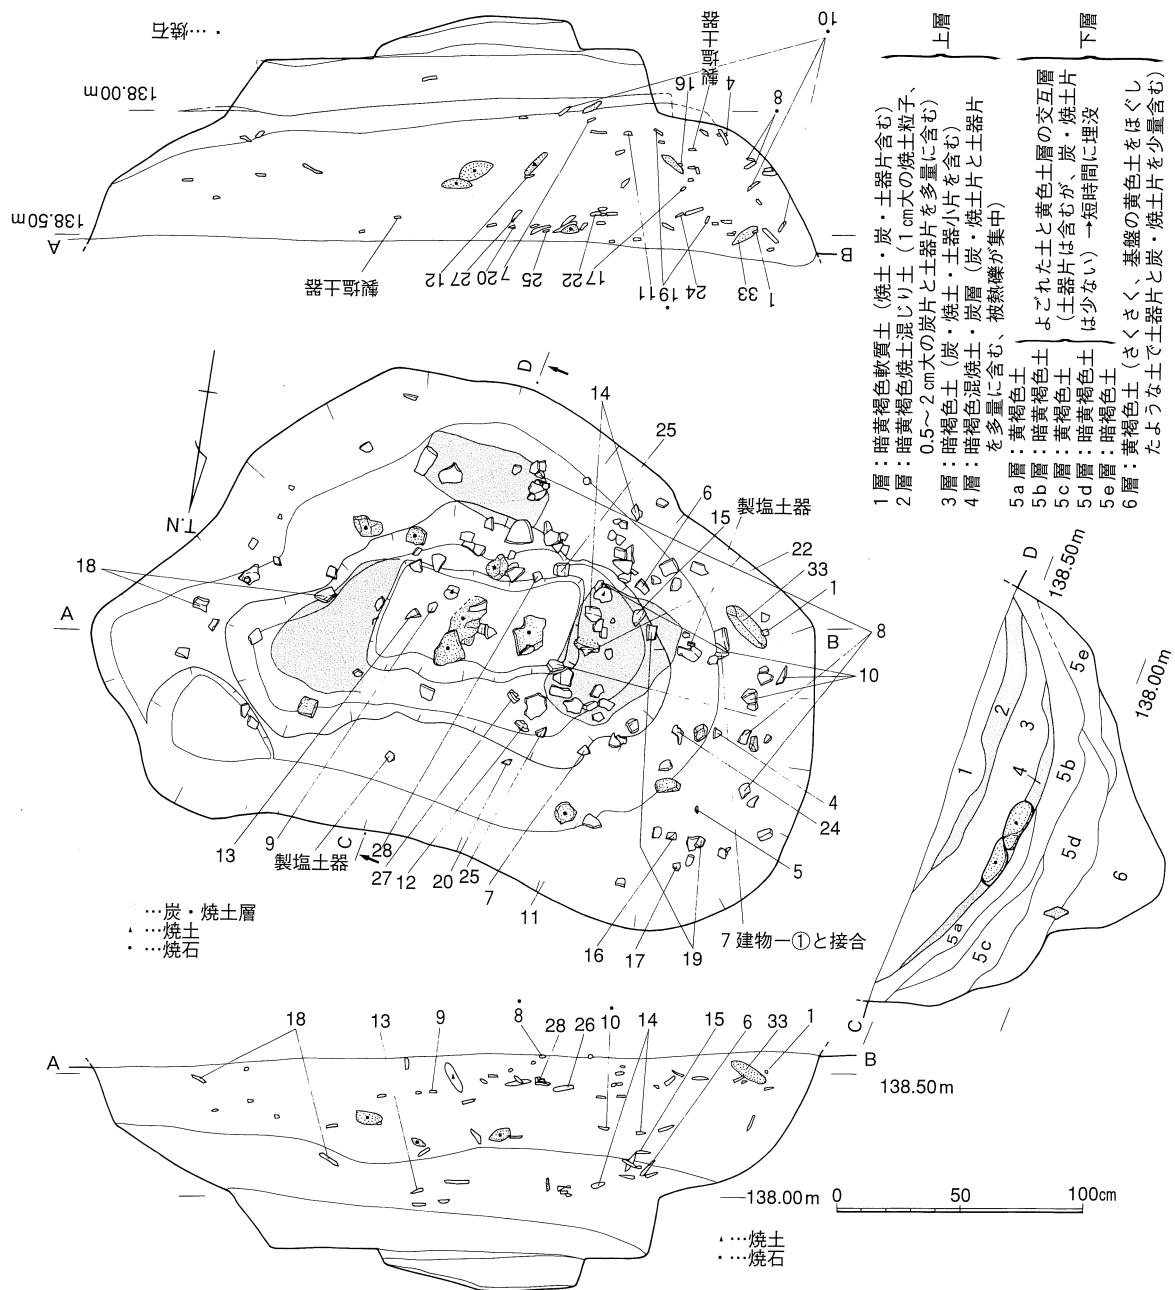 ・…焼石
138.00m
138.50m
A
B
製塩土器
製塩土器
10
16
4
8
12
27
20
7
25
22
17
11
19
24
33
1
1層：暗黄褐色軟質土（焼土・炭・土器片含む）
2層：暗黄褐色焼土混じり土（1㎝大の焼土粒子、
0.5～2㎝大の炭片と土器片を多量に含む）
3層：暗褐色土（炭・焼土・土器小片を含む）
4層：暗褐色混焼土・炭層（炭・焼土片と土器片
を多量に含む、被熱礫が集中）
上層
5a層：黄褐色土
5b層：暗黄褐色土
5c層：黄褐色土
5d層：暗黄褐色土
5e層：暗褐色土
よごれた土と黄色土層の交互層
（土器片は含むが、炭・焼土片
は少ない）→短時間に埋没
6層：黄褐色土（さくさく、基盤の黄色土をほぐし
たような土で土器片と炭・焼土片を少量含む）
下層
T.N
D
14
25
6
15
製塩土器
22
33
1
18
A
B
8
10
4
24
5
13
9
製塩土器
C
28
27
12
20
25
7
11
16
17
19
7建物―①と接合
…炭・焼土層
▲…焼土
・…焼石
D
138.50m
138.00m
1
2
3
4
5a
5b
5c
5d
5e
6
C
A
18
13
9
8
28
26
10
14
15
6
33
1
B
138.50m
138.00m
0
50
100cm
▲…焼土
・…焼石